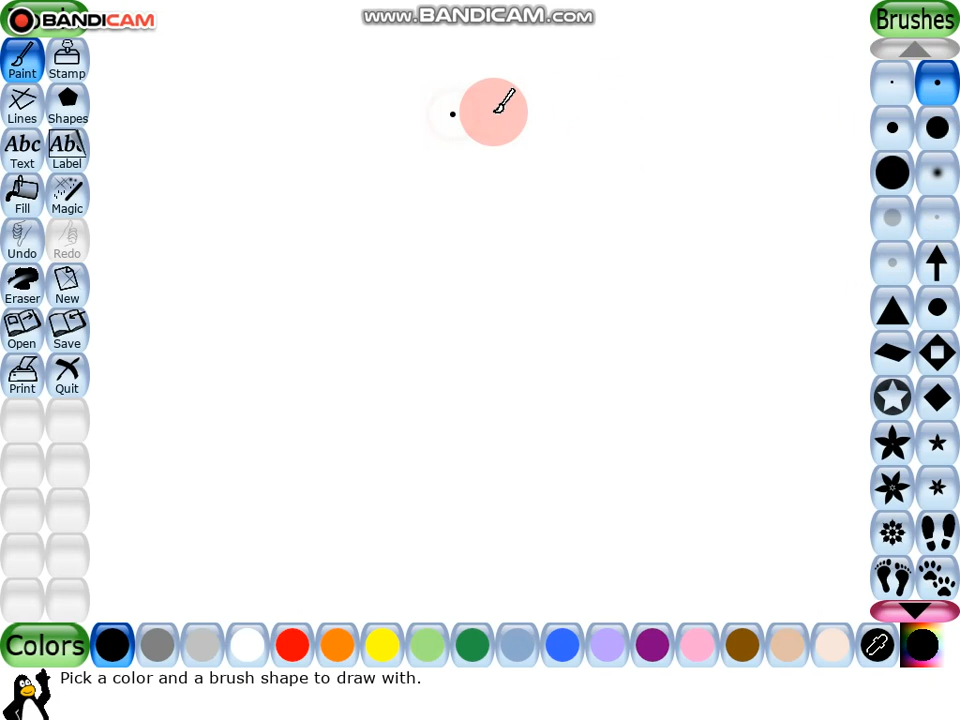 BANDICAM
www.BANDICAM.com
Brushes
Paint
Stamp
Lines
Shapes
Abc
Text
Abc
Label
Fill
Magic
Undo
Redo
Eraser
New
Open
Save
Print
Quit
Colors
Pick a color and a brush shape to draw with.